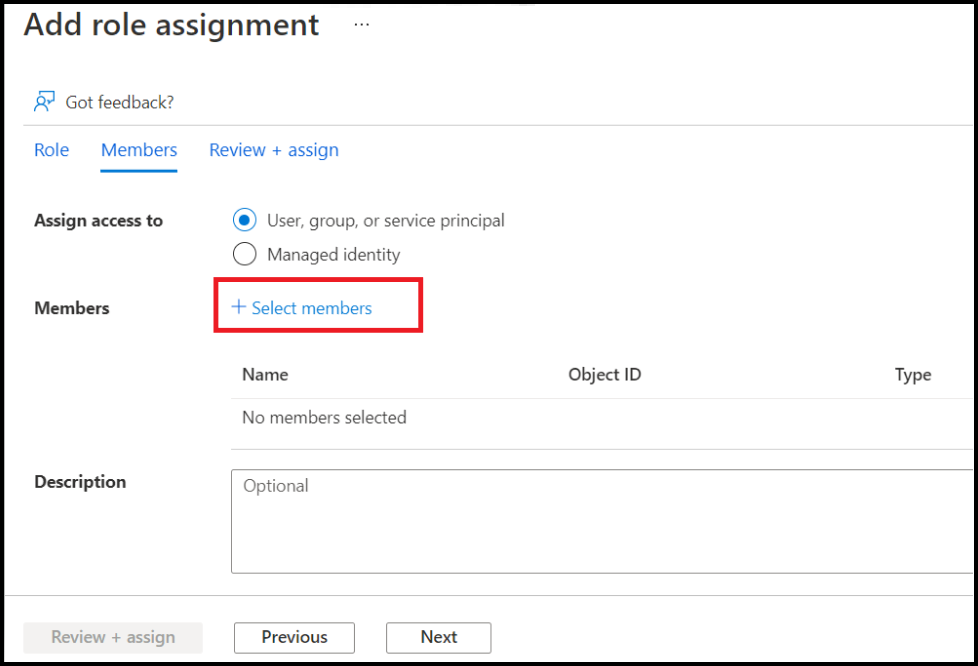 Add role assignment ...
Got feedback?
Role Members Review + assign
Assign access to User, group, or service principal
Managed identity
Members + Select members
Name Object ID Type
No members selected
Description Optional
Review + assign Previous Next